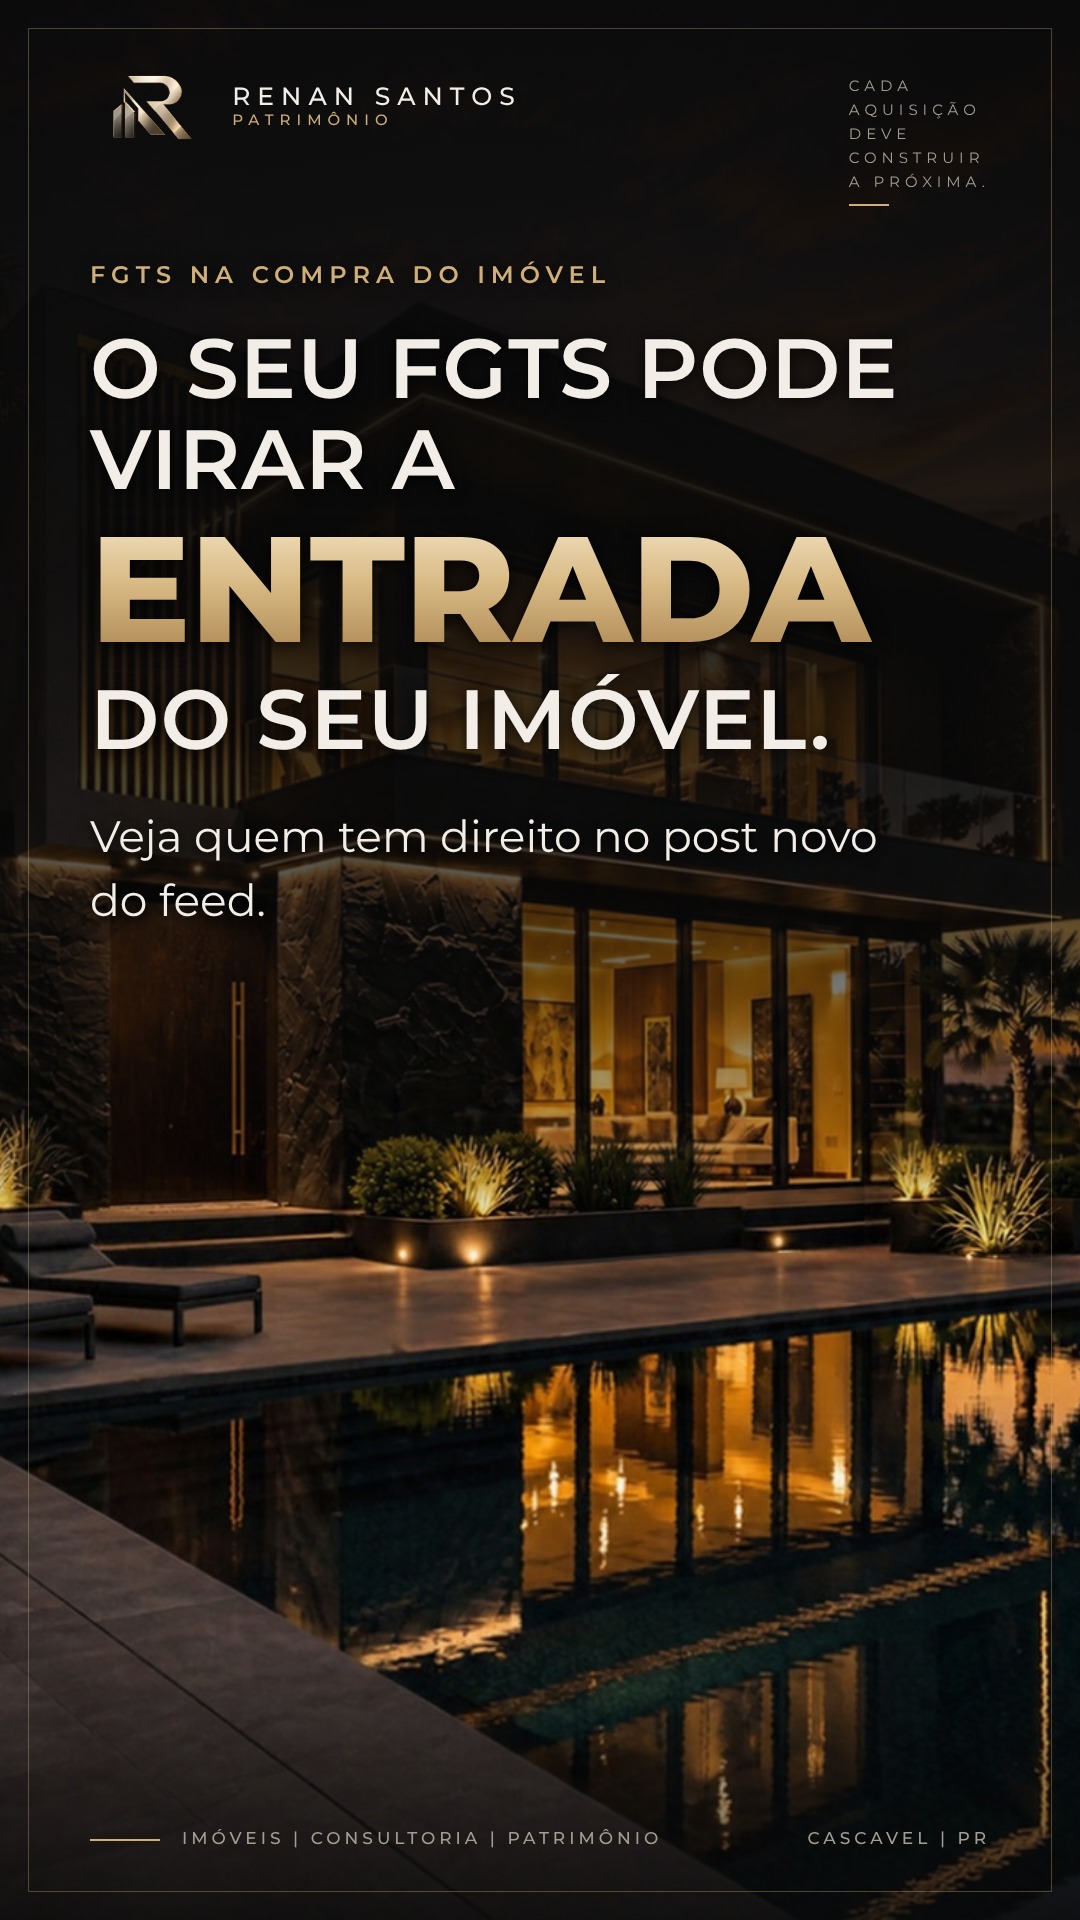 RENAN SANTOS
PATRIMÔNIO
CADA
AQUISIÇÃO
DEVE
CONSTRUIR
A PRÓXIMA.
FGTS NA COMPRA DO IMÓVEL
O SEU FGTS PODE
VIRAR A
ENTRADA
DO SEU IMÓVEL.
Veja quem tem direito no post novo
do feed.
IMÓVEIS | CONSULTORIA | PATRIMÔNIO
CASCAVEL | PR